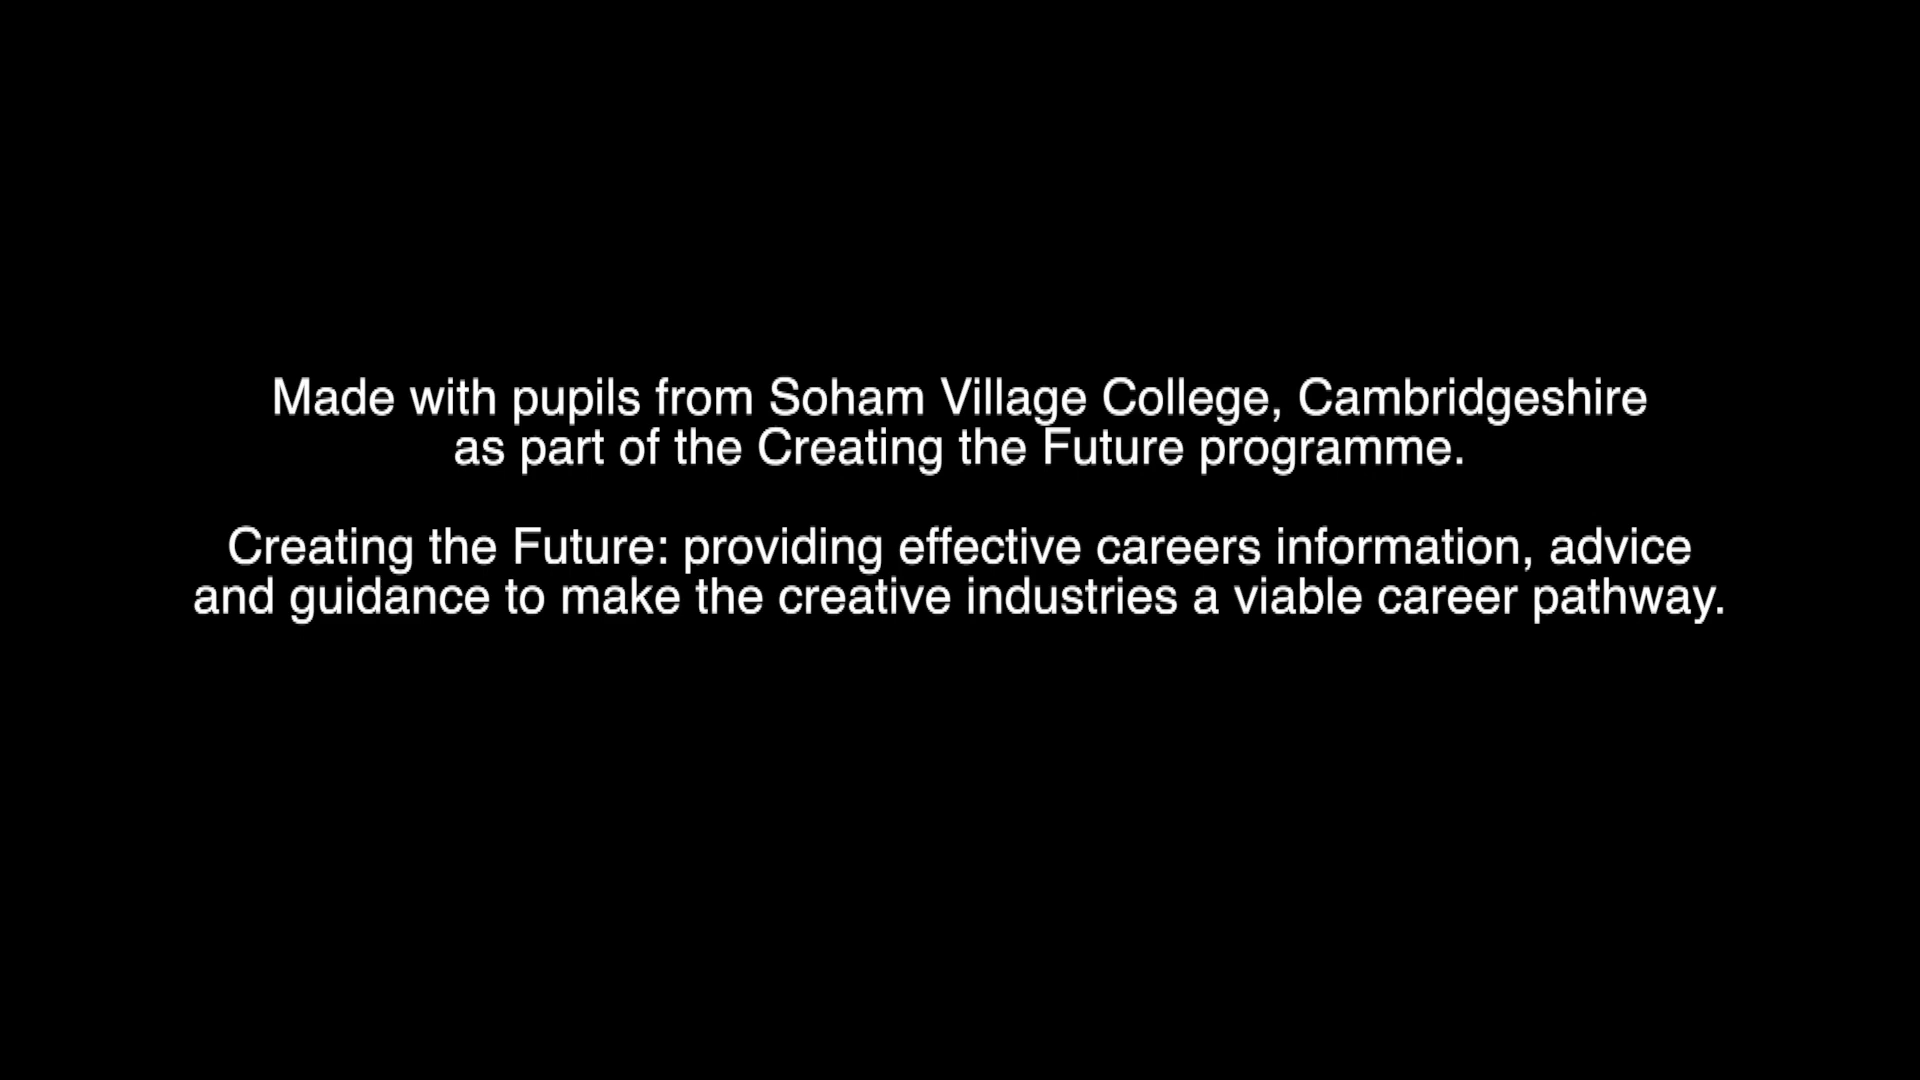 Made with pupils from Soham Village College, Cambridgeshire
as part of the Creating the Future programme.
Creating the Future: providing effective careers information, advice
and guidance to make the creative industries a viable career pathway.